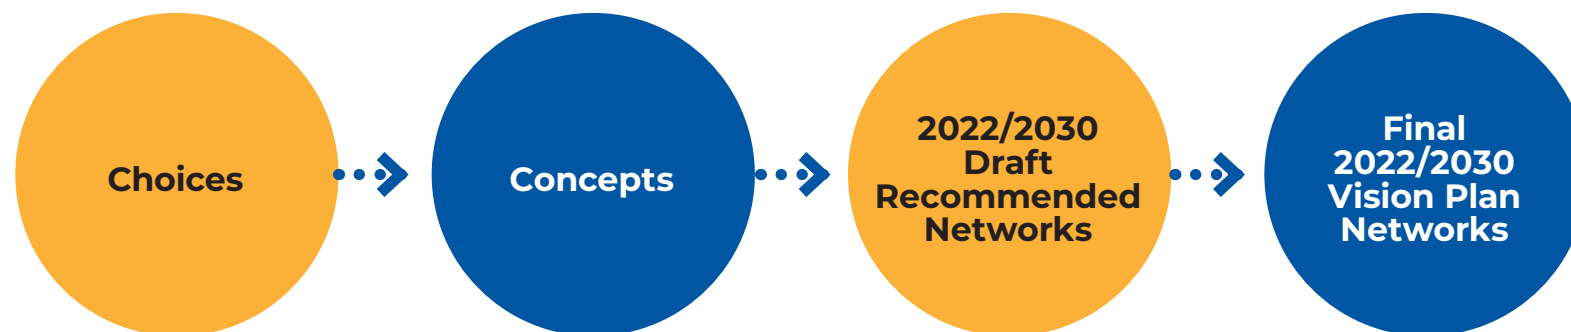 Choices
Concepts
2022/2030
Draft
Recommended
Networks
Final
2022/2030
Vision Plan
Networks